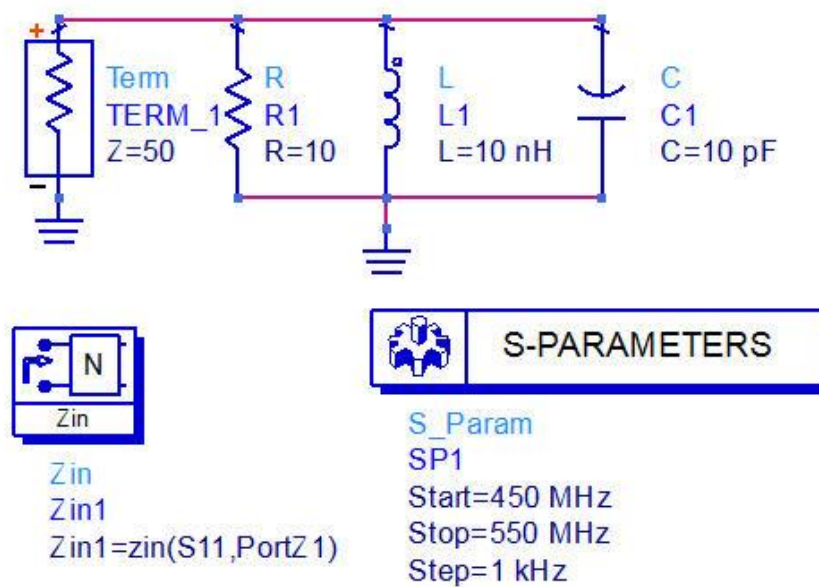 +
Term
TERM_1
Z=50
-
R
R1
R=10
L
L1
L=10 nH
C
C1
C=10 pF
N
Zin
Zin
Zin1
Zin1=zin(S11,PortZ1)
S-PARAMETERS
S_Param
SP1
Start=450 MHz
Stop=550 MHz
Step=1 kHz